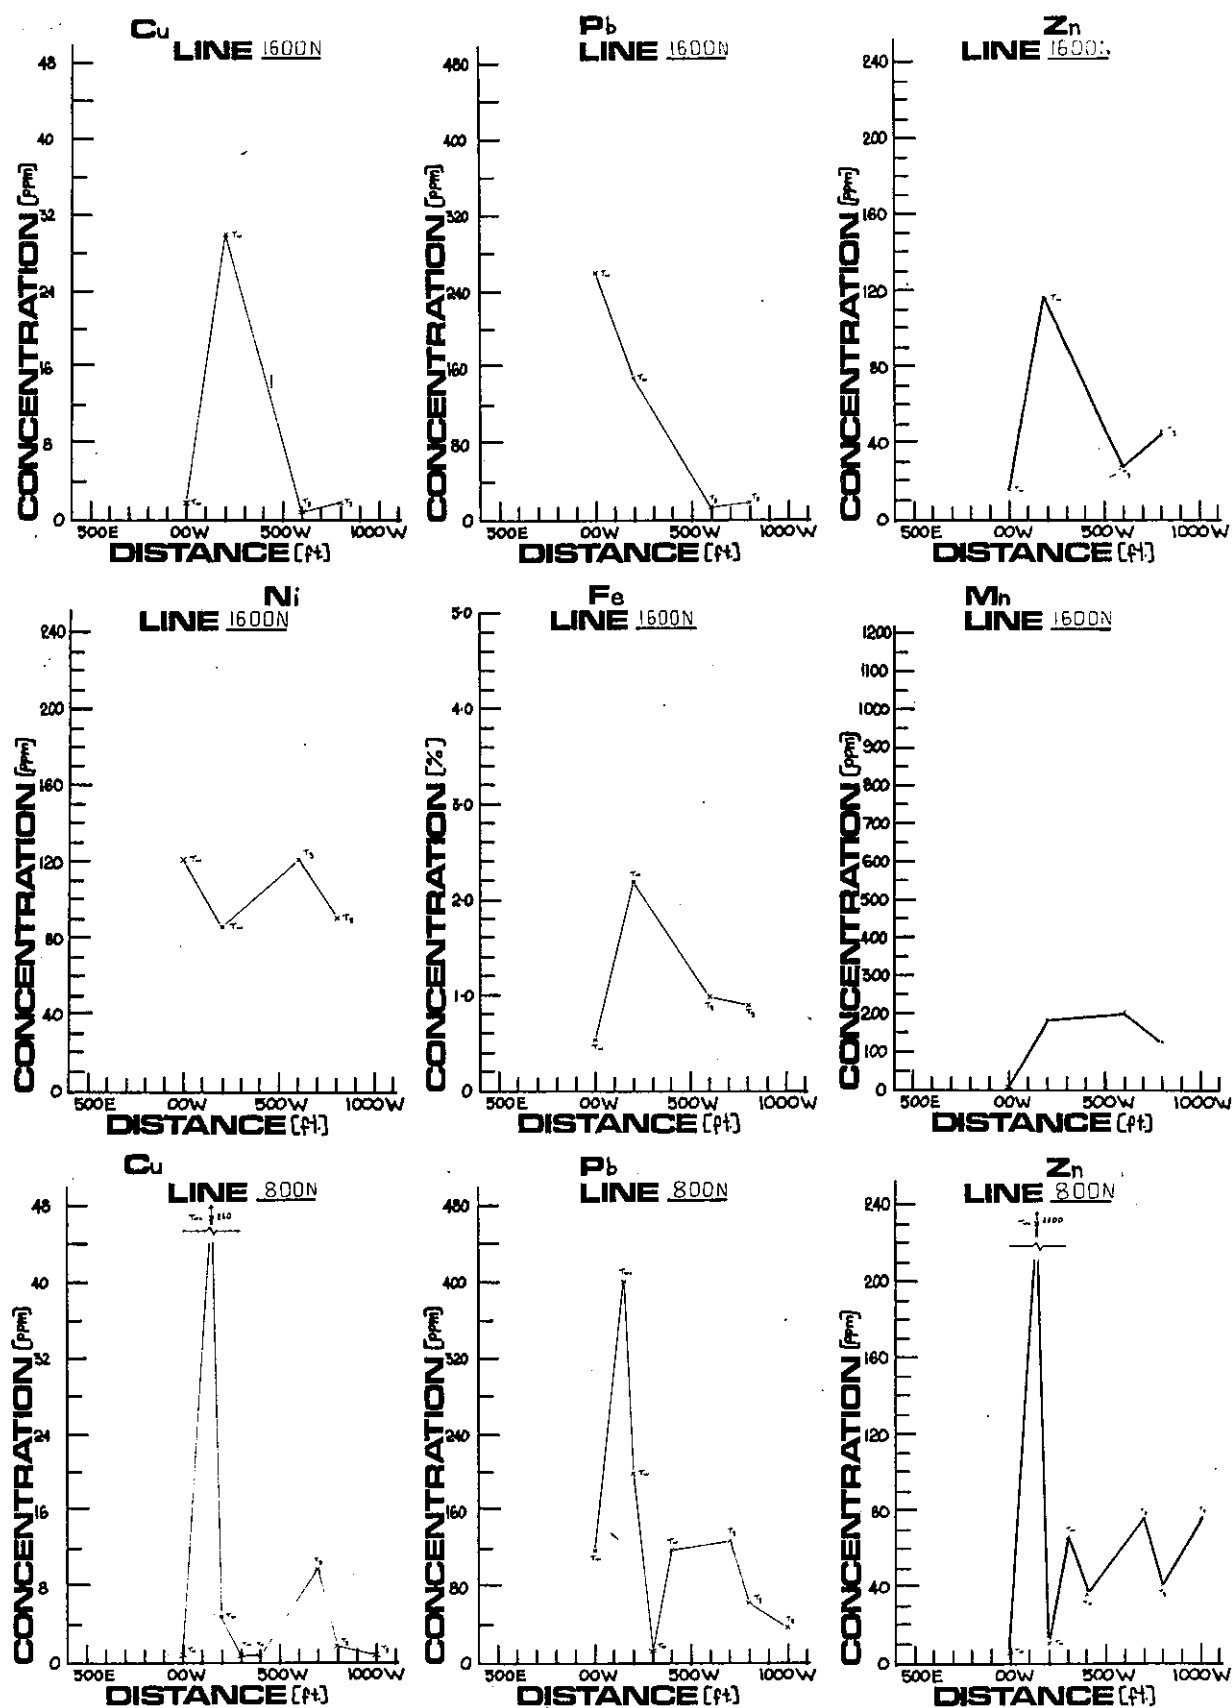 Cu
LINE 1600N
48
40
32
24
16
8
0
CONCENTRATION [ppm]
500E 00W 500W 1000W
DISTANCE [ft.]
Pb
LINE 1600N
480
400
320
240
160
80
0
CONCENTRATION [ppm]
500E 00W 500W 1000W
DISTANCE [ft.]
Zn
LINE 1600
240
200
160
120
80
40
0
CONCENTRATION [ppm]
500E 00W 500W 1000W
DISTANCE [ft.]
Ni
LINE 1600N
240
200
160
120
80
40
0
CONCENTRATION [ppm]
500E 00W 500W 1000W
DISTANCE [ft.]
Fe
LINE 1600N
5.0
4.0
3.0
2.0
1.0
0
CONCENTRATION [%]
500E 00W 500W 1000W
DISTANCE [ft.]
Mn
LINE 1600N
1200
1100
1000
900
800
700
600
500
400
300
200
100
0
CONCENTRATION [ppm]
500E 00W 500W 1000W
DISTANCE [ft.]
Cu
LINE 800N
48
40
32
24
16
8
0
CONCENTRATION [ppm]
500E 00W 500W 1000W
DISTANCE [ft.]
Pb
LINE 800N
480
400
320
240
160
80
0
CONCENTRATION [ppm]
500E 00W 500W 1000W
DISTANCE [ft.]
Zn
LINE 800N
240
200
160
120
80
40
0
CONCENTRATION [ppm]
500E 00W 500W 1000W
DISTANCE [ft.]